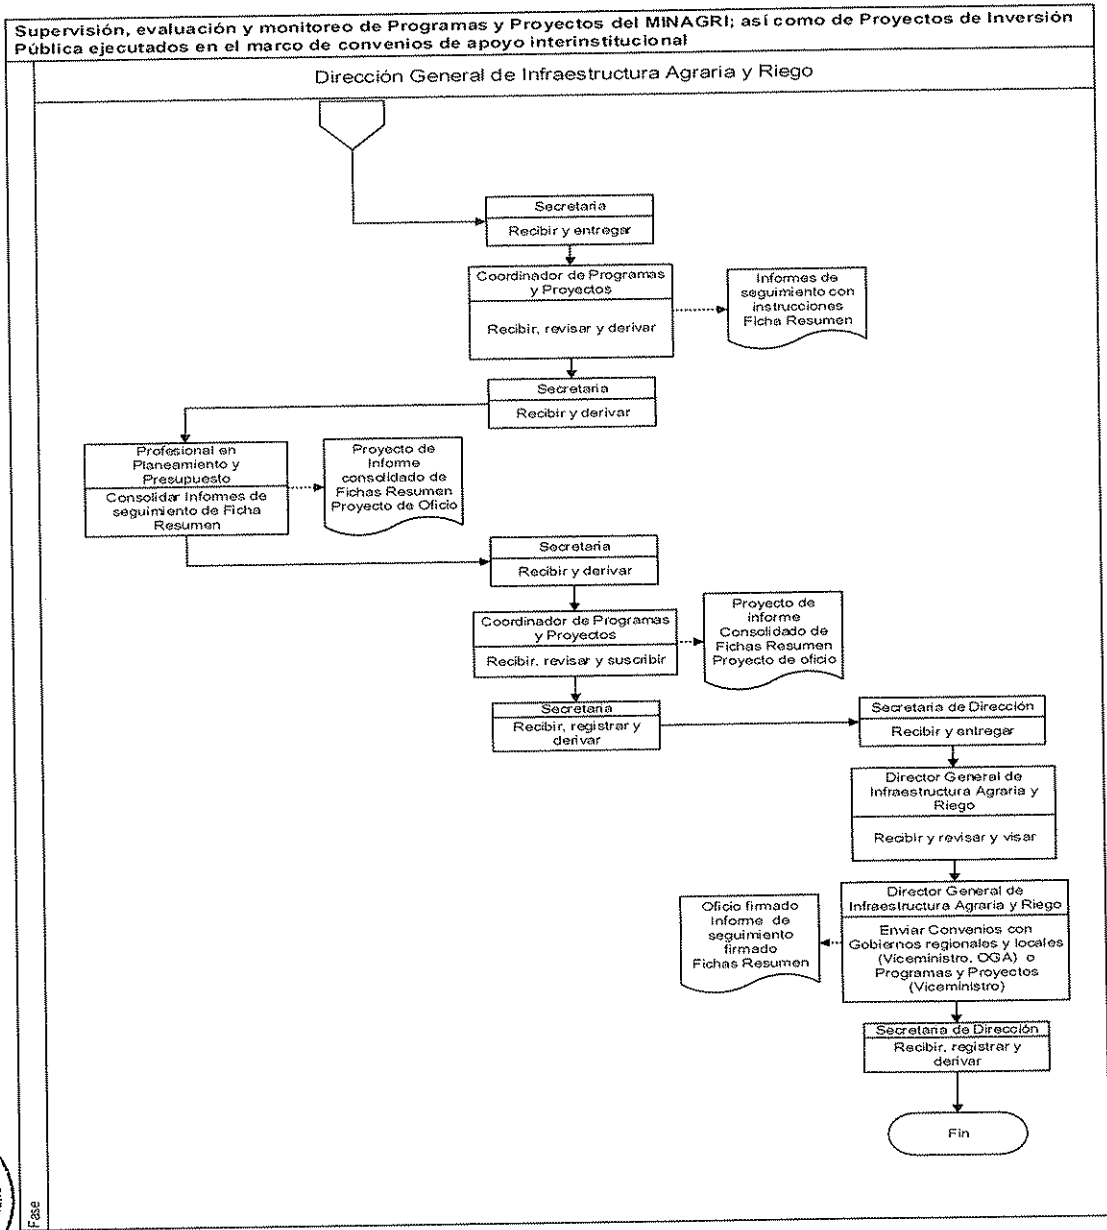 Supervisión, evaluación y monitoreo de Programas y Proyectos del MINAGRI; así como de Proyectos de Inversión
Pública ejecutados en el marco de convenios de apoyo interinstitucional
Dirección General de Infraestructura Agraria y Riego
Secretaria
Recibir y entregar
Coordinador de Programas
y Proyectos
Recibir, revisar y derivar
Informes de
seguimiento con
instrucciones
Ficha Resumen
Secretaria
Recibir y derivar
Profesional en
Planeamiento y
Presupuesto
Consolidar Informes de
seguimiento de Ficha
Resumen
Proyecto de
Informe
consolidado de
Fichas Resumen
Proyecto de Oficio
Secretaria
Recibir y derivar
Coordinador de Programas
y Proyectos
Recibir, revisar y suscribir
Proyecto de
informe
Consolidado de
Fichas Resumen
Proyecto de oficio
Secretaria
Recibir, registrar y
derivar
Secretaria de Dirección
Recibir y entregar
Director General de
Infraestructura Agraria y
Riego
Recibir y revisar y visar
Director General de
Infraestructura Agraria y Riego
Enviar Convenios con
Gobiernos regionales y locales
(Viceministro, OGA) o
Programas y Proyectos
(Viceministro)
Oficio firmado
Informe de
seguimiento
firmado
Fichas Resumen
Secretaria de Dirección
Recibir, registrar y
derivar
Fin
Fase